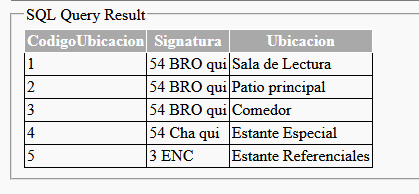 SQL Query Result
CodigoUbicacion Signatura Ubicacion
1 54 BRO qui Sala de Lectura
2 54 BRO qui Patio principal
3 54 BRO qui Comedor
4 54 Cha qui Estante Especial
5 3 ENC Estante Referenciales